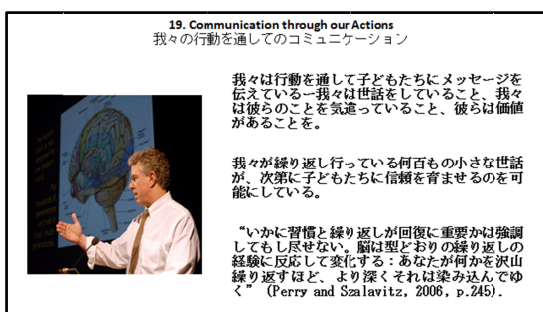 19. Communication through our Actions
我々の行動を通してのコミュニケーション
我々は行動を通して子どもたちにメッセージを
伝えているー我々は世話をしていること、我々
は彼らのことを気遣っていること、彼らは価値
があることを。
我々が繰り返し行っている何百もの小さな世話
が、次第に子どもたちに信頼を育ませるのを可
能にしている。
“いかに習慣と繰り返しが回復に重要かは強調
してもし尽せない。脳は型どおりの繰り返しの
経験に反応して変化する：あなたが何かを沢山
繰り返すほど、より深くそれは染み込んでゆ
く” (Perry and Szalavitz, 2006, p.245).